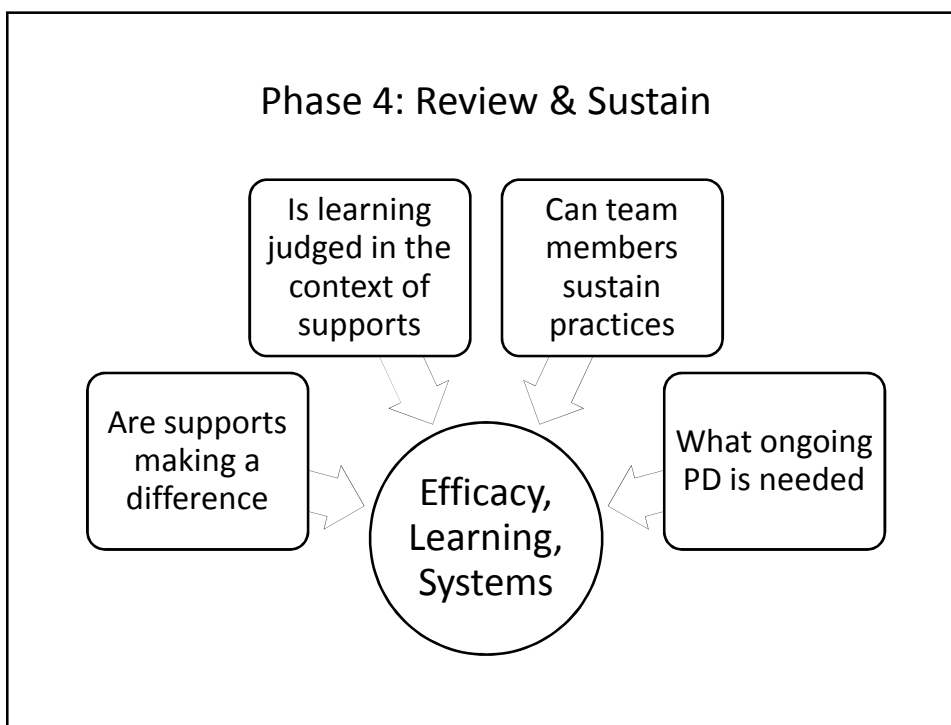 Phase 4: Review & Sustain
Are supports
making a
difference
Is learning
judged in the
context of
supports
Can team
members
sustain
practices
What ongoing
PD is needed
Efficacy,
Learning,
Systems